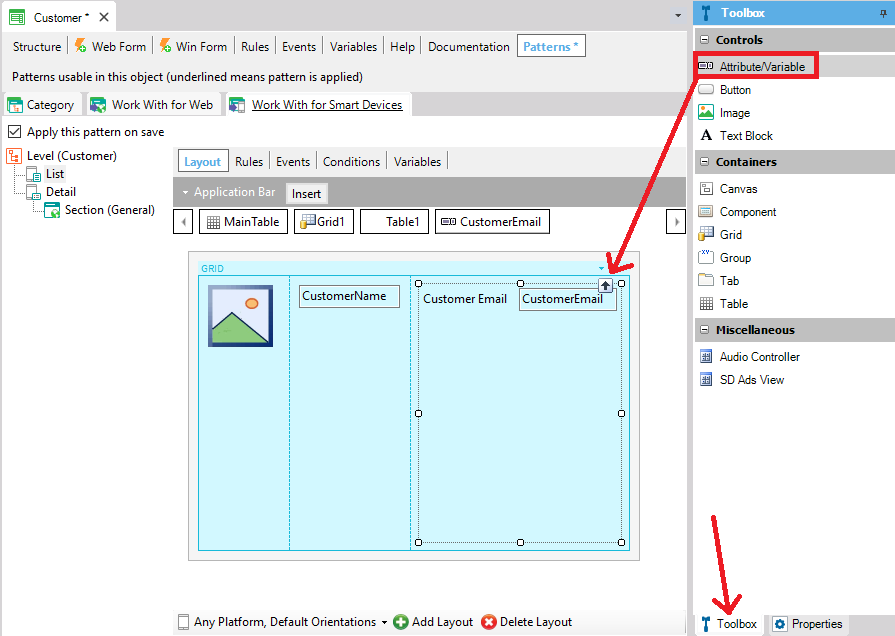 Customer *
Structure Web Form Win Form Rules Events Variables Help Documentation Patterns *
Patterns usable in this object (underlined means pattern is applied)
Category Work With for Web Work With for Smart Devices
Apply this pattern on save
Level (Customer)
List
Detail
Section (General)
Layout Rules Events Conditions Variables
Application Bar Insert
MainTable Grid1 Table1 CustomerEmail
GRID
CustomerName
Customer Email CustomerEmail
Any Platform, Default Orientations Add Layout Delete Layout
Toolbox
Controls
Attribute/Variable
Button
Image
A Text Block
Containers
Canvas
Component
Grid
Group
Tab
Table
Miscellaneous
Audio Controller
SD Ads View
Toolbox Properties